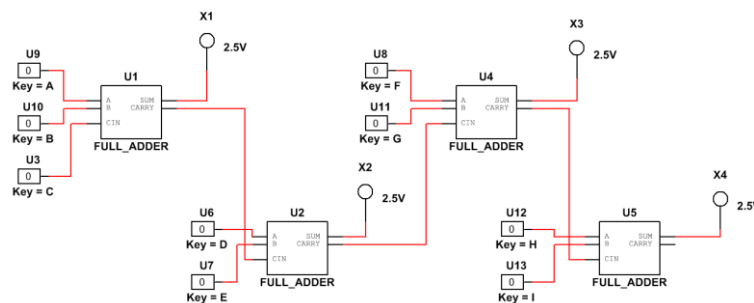 X1
U9
2.5V
0
Key = A
U1
U10
0
Key = B
A
B
CIN
SUM
CARRY
FULL_ADDER
U3
0
Key = C
X2
2.5V
U6
0
Key = D
U2
U7
0
Key = E
A
B
CIN
SUM
CARRY
FULL_ADDER
X3
2.5V
U8
0
Key = F
U4
U11
0
Key = G
A
B
CIN
SUM
CARRY
FULL_ADDER
X4
2.5V
U12
0
Key = H
U5
U13
0
Key = I
A
B
CIN
SUM
CARRY
FULL_ADDER